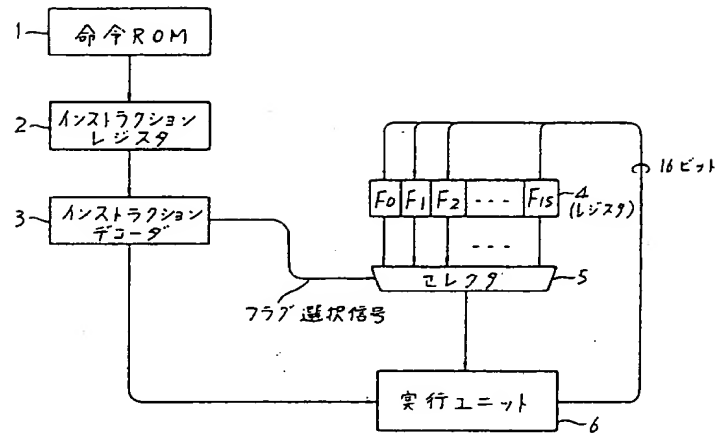 1
命令ROM
2
インストラクション
レジスタ
3
インストラクション
デコーダ
F0 F1 F2 --- F15
4
(レジスタ)
16ビット
---
セレクタ
5
フラグ選択信号
実行ユニット
6